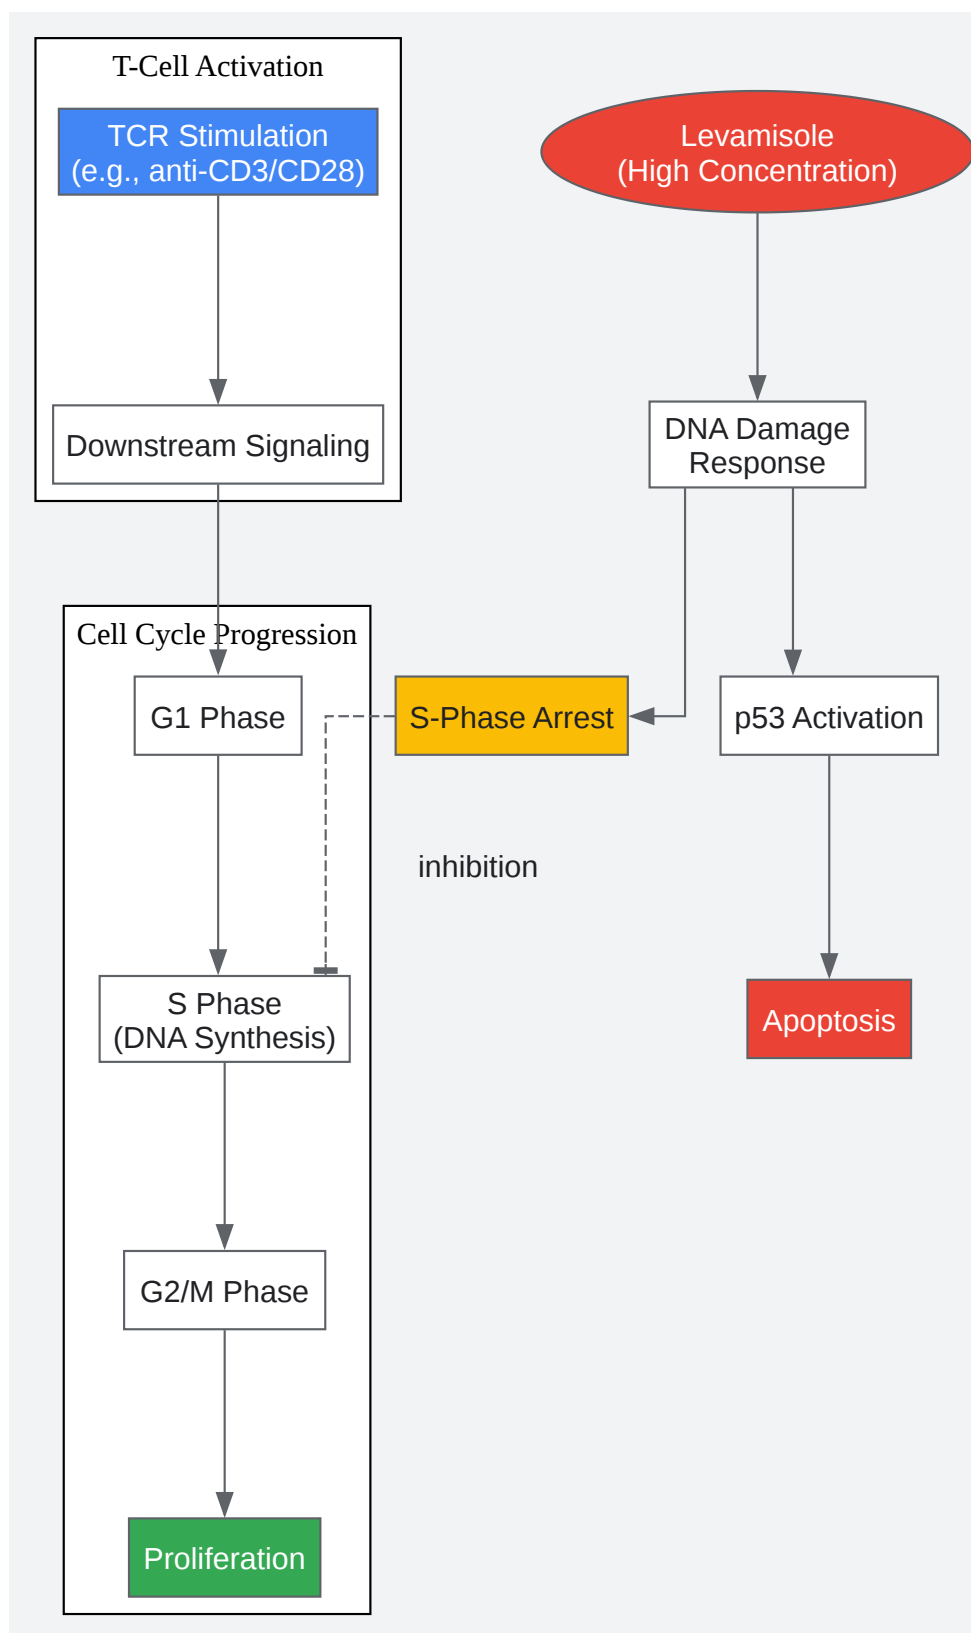 T-Cell Activation
TCR Stimulation
(e.g., anti-CD3/CD28)
Levamisole
(High Concentration)
Downstream Signaling
DNA Damage
Response
Cell Cycle Progression
G1 Phase
S-Phase Arrest
p53 Activation
inhibition
S Phase
(DNA Synthesis)
Apoptosis
G2/M Phase
Proliferation